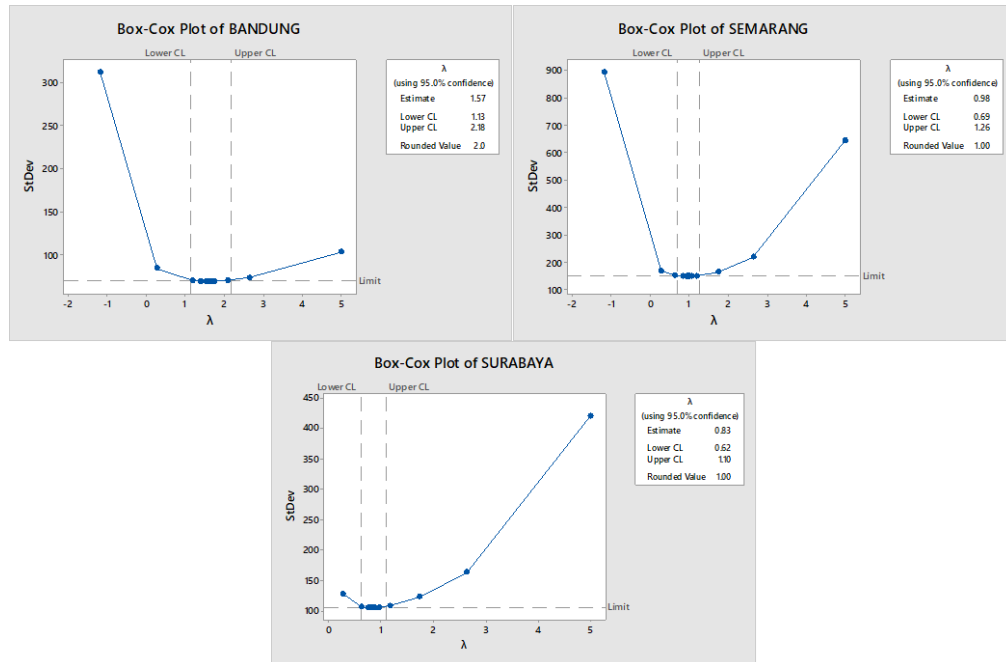 Box-Cox Plot of BANDUNG
Lower CL Upper CL
300
250
200
150
100
StDev
Limit
-2 -1 0 1 2 3 4 5
λ
λ
(using 95.0% confidence)
Estimate 1.57
Lower CL 1.13
Upper CL 2.18
Rounded Value 2.0
Box-Cox Plot of SEMARANG
Lower CL Upper CL
900
800
700
600
500
400
300
200
100
StDev
Limit
-2 -1 0 1 2 3 4 5
λ
λ
(using 95.0% confidence)
Estimate 0.98
Lower CL 0.69
Upper CL 1.26
Rounded Value 1.00
Box-Cox Plot of SURABAYA
Lower CL Upper CL
450
400
350
300
250
200
150
100
StDev
Limit
0 1 2 3 4 5
λ
λ
(using 95.0% confidence)
Estimate 0.83
Lower CL 0.62
Upper CL 1.10
Rounded Value 1.00